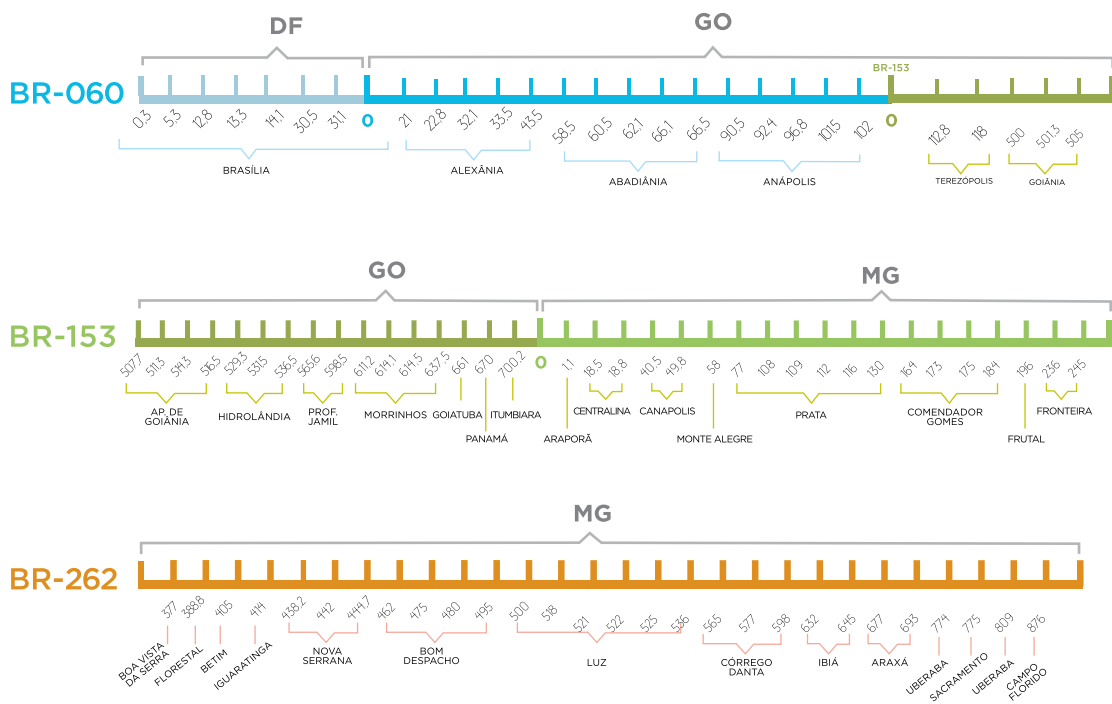 DF
GO
BR-153
BR-060
0.3 5.3 12.8 13.3 14.1 30.5 31.1 0 21 22.8 32.1 33.5 43.5 58.5 60.5 62.1 66.1 66.5 90.5 92.4 96.8 101.5 102 0 112,8 118 500 501.3 505
BRASÍLIA ALEXÂNIA ABADIÂNIA ANÁPOLIS TEREZÓPOLIS GOIÂNIA
GO
MG
BR-153
507.7 511.3 514.3 516.5 529.3 531.5 536.5 565.6 598.5 611.2 614.1 614.5 637.5 661 670 700.2 0 1.1 18.5 18.8 40.5 49.8 58 77 108 109 112 116 130 164 173 175 184 196 236 245
AP. DE
GOIÂNIA
HIDROLÂNDIA
PROF.
JAMIL
MORRINHOS
GOIATUBA
PANAMÁ
ITUMBIARA
ARAPORÃ
CENTRALINA
CANAPOLIS
MONTE ALEGRE
PRATA
COMENDADOR
GOMES
FRUTAL
FRONTEIRA
MG
BR-262
377 388.8 405 414 438.2 442 444.7 462 475 480 495 500 518 521 522 525 536 565 577 598 632 645 677 693 774 775 809 876
BOA VISTA
DA SERRA
FLORESTAL
BETIM
IGUARATINGA
NOVA
SERRANA
BOM
DESPACHO
LUZ
CÓRREGO
DANTA
IBIÁ
ARAXÁ
UBERABA
SACRAMENTO
UBERABA
CAMPO
FLORIDO